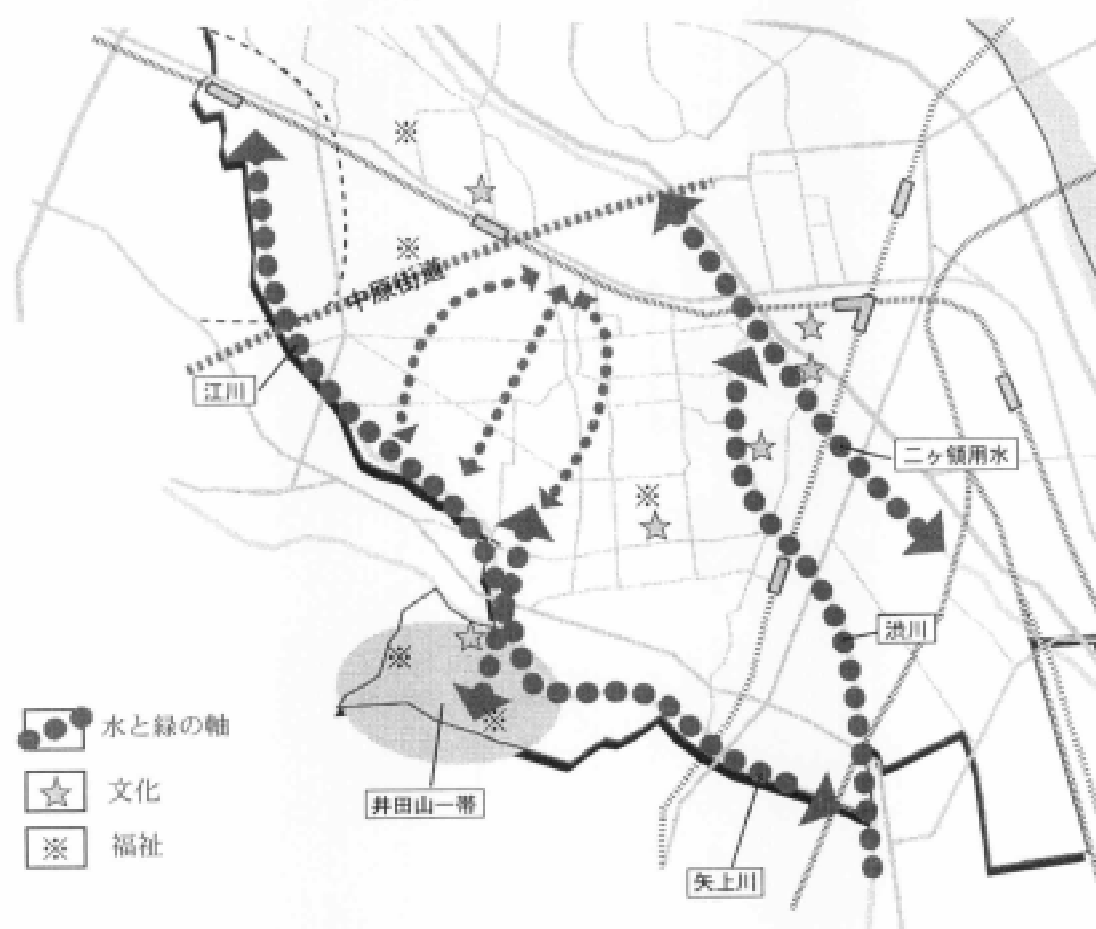 中原街道
江川
二ヶ領用水
渋川
水と緑の軸
文化
福祉
井田山一帯
矢上川